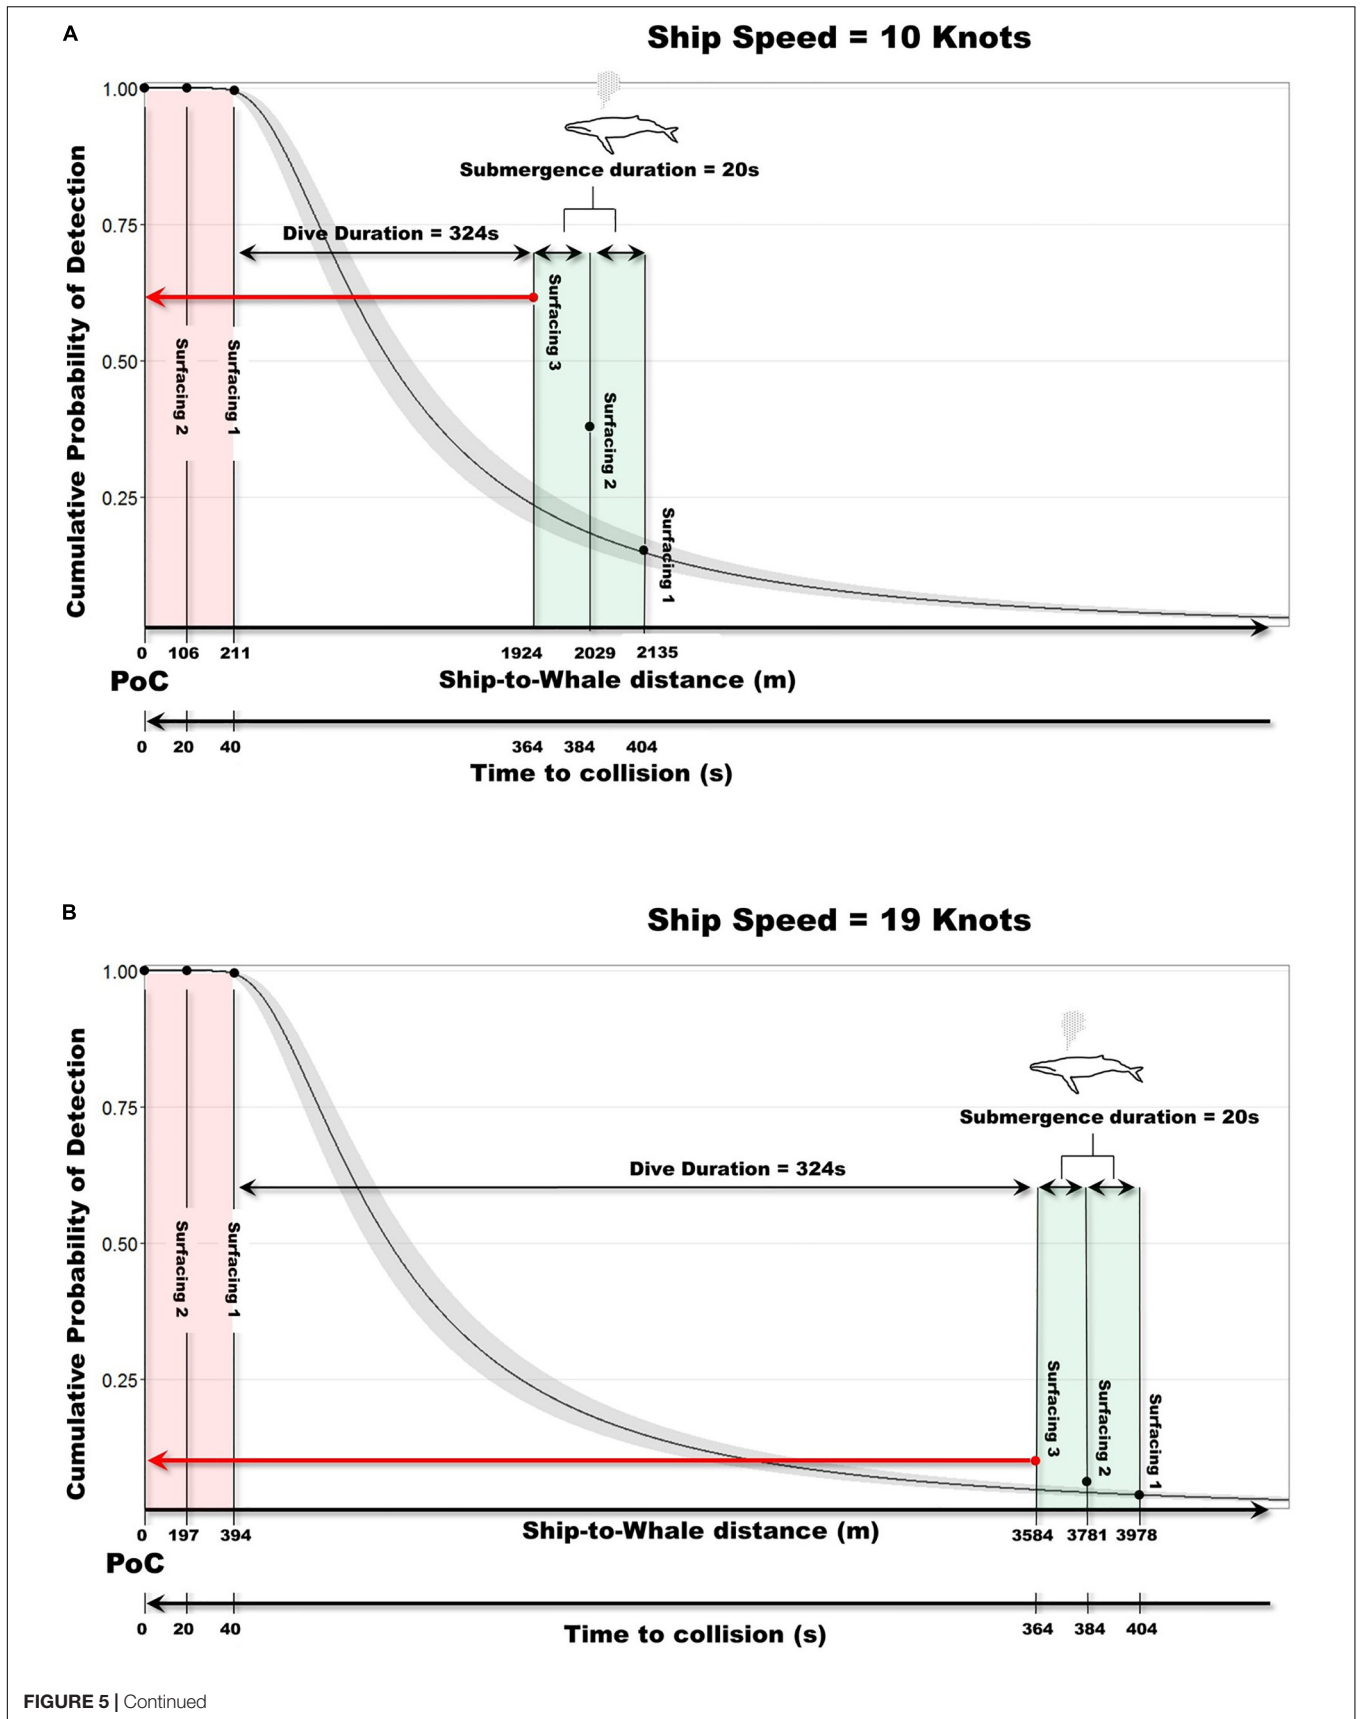 A
Ship Speed = 10 Knots
1.00
Submergence duration = 20s
0.75
Dive Duration = 324s
0.50
0.25
Cumulative Probability of Detection
Surfacing 2
Surfacing 1
Surfacing 3
Surfacing 2
Surfacing 1
0 106 211 1924 2029 2135
PoC
Ship-to-Whale distance (m)
0 20 40 364 384 404
Time to collision (s)
B
Ship Speed = 19 Knots
1.00
0.75
Submergence duration = 20s
Dive Duration = 324s
0.50
0.25
Cumulative Probability of Detection
Surfacing 2
Surfacing 1
Surfacing 3
Surfacing 2
Surfacing 1
0 197 394 3584 3781 3978
Ship-to-Whale distance (m)
PoC
0 20 40 364 384 404
Time to collision (s)
FIGURE 5 | Continued